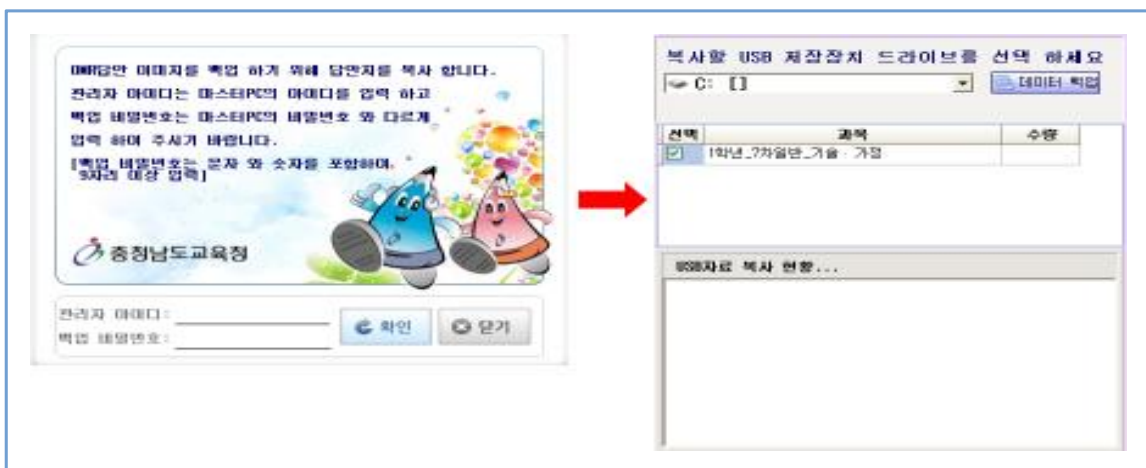 OMR답안 이미지를 백업 하기 위해 답안지를 복사 합니다.
관리자 아이디는 마스터PC의 아이디를 입력 하고
백업 비밀번호는 마스터PC의 비밀번호 와 다르게
입력 하여 주시기 바랍니다.
[백업 비밀번호는 문자 와 숫자를 포함하여,
9자리 이상 입력]
충청남도교육청
관리자 아이디:
백업 비밀번호:
확인
닫기
복사할 USB 저장장치 드라이브를 선택 하세요
C: []
데이터 백업
선택 과목 수량
1학년_7차일반_기술·가정
USB자료 복사 현황...